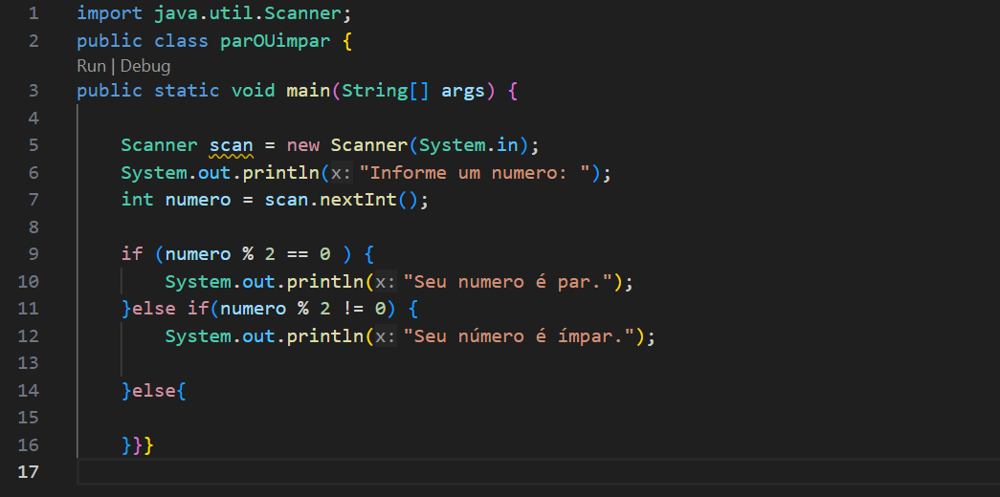 1 import java.util.Scanner;
2 public class parOUimpar {
Run | Debug
3 public static void main(String[] args) {
4
5 Scanner scan = new Scanner(System.in);
6 System.out.println(x: "Informe um numero: ");
7 int numero = scan.nextInt();
8
9 if (numero % 2 == 0 ) {
10 System.out.println(x: "Seu numero é par.");
11 }else if(numero % 2 != 0) {
12 System.out.println(x: "Seu número é ímpar.");
13
14 }else{
15
16 }}}
17